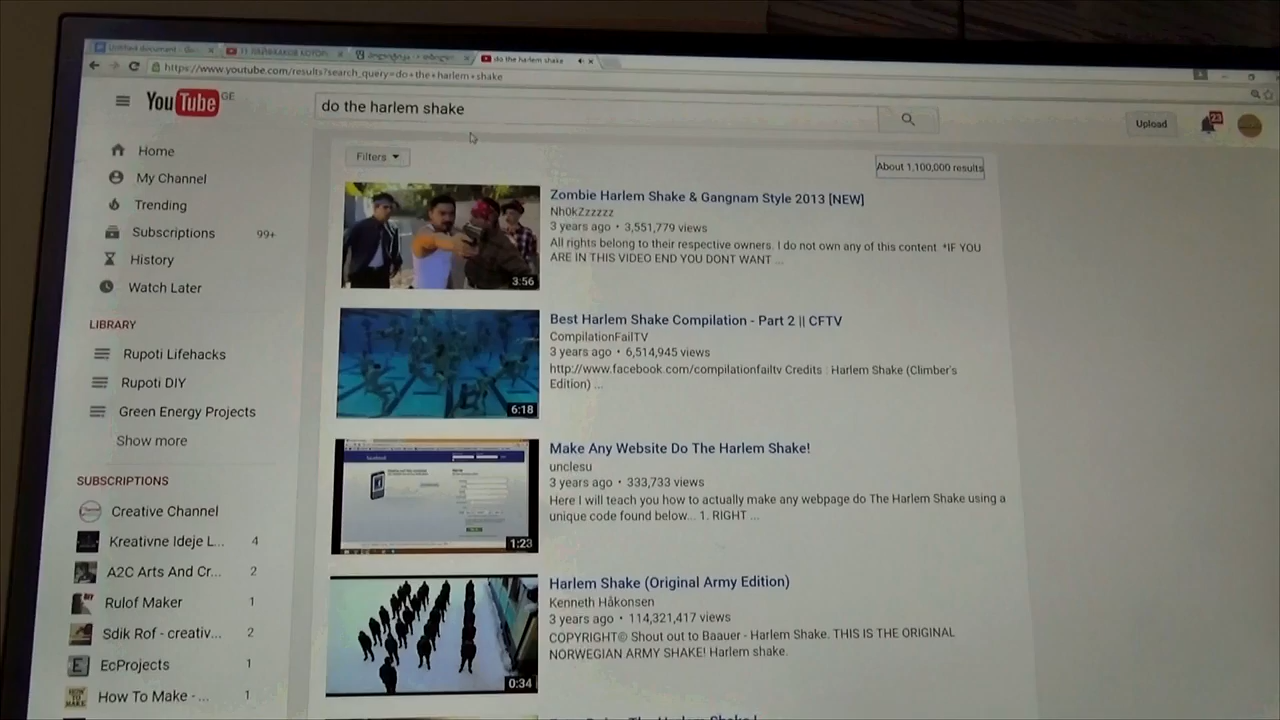 Untitled document - Go
do the harlem shake
https://www.youtube.com/results?search_query=do+the+harlem+shake
YouTube GE
do the harlem shake
Upload
23
Home
My Channel
Trending
Subscriptions 99+
History
Watch Later
LIBRARY
Rupoti Lifehacks
Rupoti DIY
Green Energy Projects
Show more
SUBSCRIPTIONS
Creative Channel
Kreativne Ideje L... 4
A2C Arts And Cr... 2
Rulof Maker 1
Sdik Rof - creativ... 2
EcProjects 1
How To Make - ... 1
Filters
About 1,100,000 results
3:56
Zombie Harlem Shake & Gangnam Style 2013 [NEW]
Nh0kZzzzzz
3 years ago • 3,551,779 views
All rights belong to their respective owners. I do not own any of this content *IF YOU
ARE IN THIS VIDEO END YOU DONT WANT ...
6:18
Best Harlem Shake Compilation - Part 2 || CFTV
CompilationFailTV
3 years ago • 6,514,945 views
http://www.facebook.com/compilationfailtv Credits : Harlem Shake (Climber's
Edition) ...
facebook
1:23
Make Any Website Do The Harlem Shake!
unclesu
3 years ago • 333,733 views
Here I will teach you how to actually make any webpage do The Harlem Shake using a
unique code found below... 1. RIGHT ...
0:34
Harlem Shake (Original Army Edition)
Kenneth Håkonsen
3 years ago • 114,321,417 views
COPYRIGHT© Shout out to Baauer - Harlem Shake. THIS IS THE ORIGINAL
NORWEGIAN ARMY SHAKE! Harlem shake.